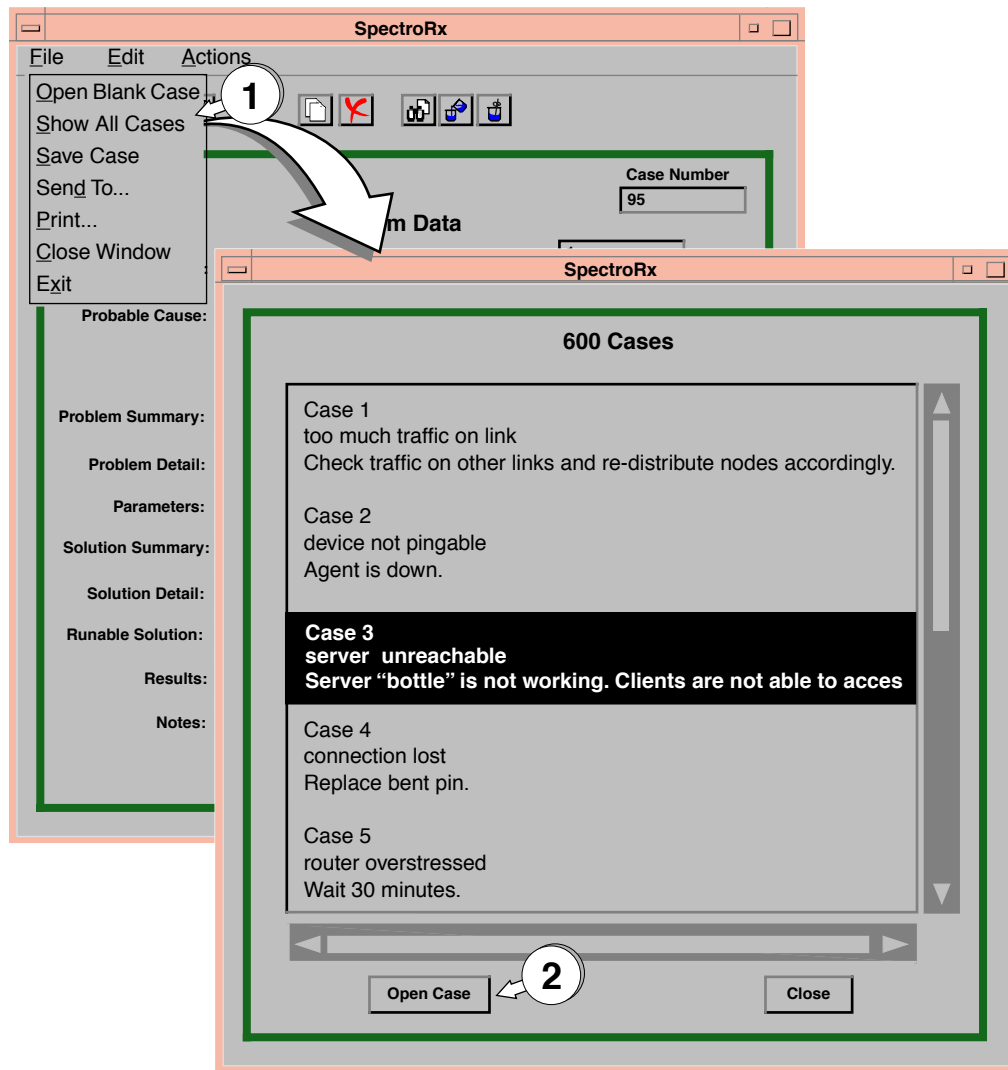 SpectroRx
File Edit Actions
Open Blank Case
Show All Cases
Save Case
Send To...
Print...
Close Window
Exit
1
Case Number
95
Data
Probable Cause:
Problem Summary:
Problem Detail:
Parameters:
Solution Summary:
Solution Detail:
Runable Solution:
Results:
Notes:
SpectroRx
600 Cases
Case 1
too much traffic on link
Check traffic on other links and re-distribute nodes accordingly.
Case 2
device not pingable
Agent is down.
Case 3
server unreachable
Server “bottle” is not working. Clients are not able to acces
Case 4
connection lost
Replace bent pin.
Case 5
router overstressed
Wait 30 minutes.
2
Open Case
Close